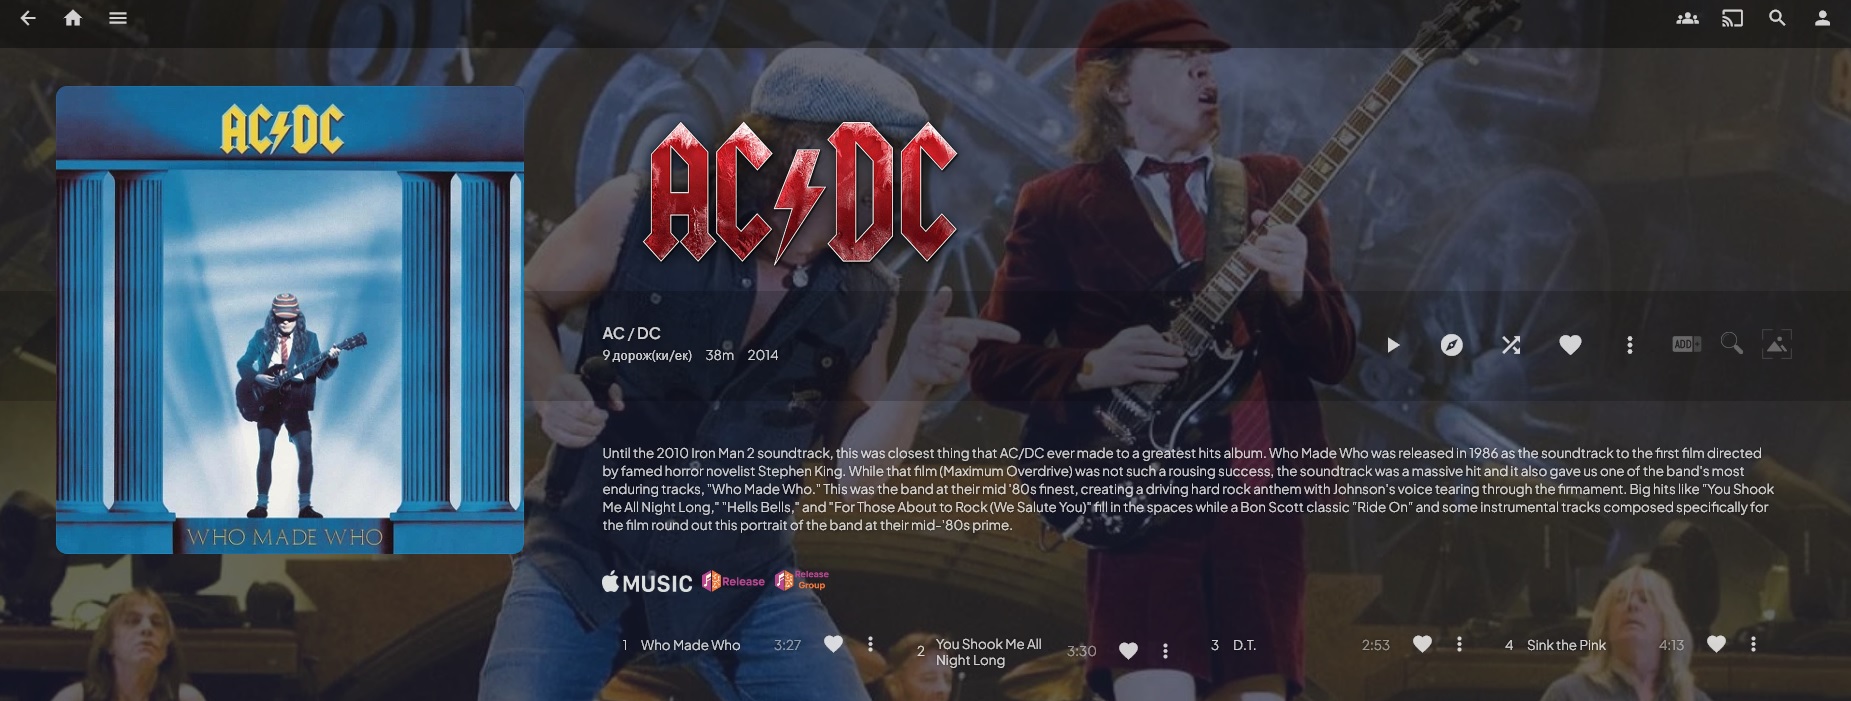 AC/DC
WHO MADE WHO
AC/DC
AC / DC
9 дорож(ки/ек) 38m 2014
ADD+
Until the 2010 Iron Man 2 soundtrack, this was closest thing that AC/DC ever made to a greatest hits album. Who Made Who was released in 1986 as the soundtrack to the first film directed
by famed horror novelist Stephen King. While that film (Maximum Overdrive) was not such a rousing success, the soundtrack was a massive hit and it also gave us one of the band's most
enduring tracks, "Who Made Who." This was the band at their mid '80s finest, creating a driving hard rock anthem with Johnson's voice tearing through the firmament. Big hits like "You Shook
Me All Night Long," "Hells Bells," and "For Those About to Rock (We Salute You)" fill in the spaces while a Bon Scott classic "Ride On" and some instrumental tracks composed specifically for
the film round out this portrait of the band at their mid-'80s prime.
MUSIC Release Release Group
1 Who Made Who 3:27
2 You Shook Me All
Night Long 3:30
3 D.T. 2:53
4 Sink the Pink 4:13